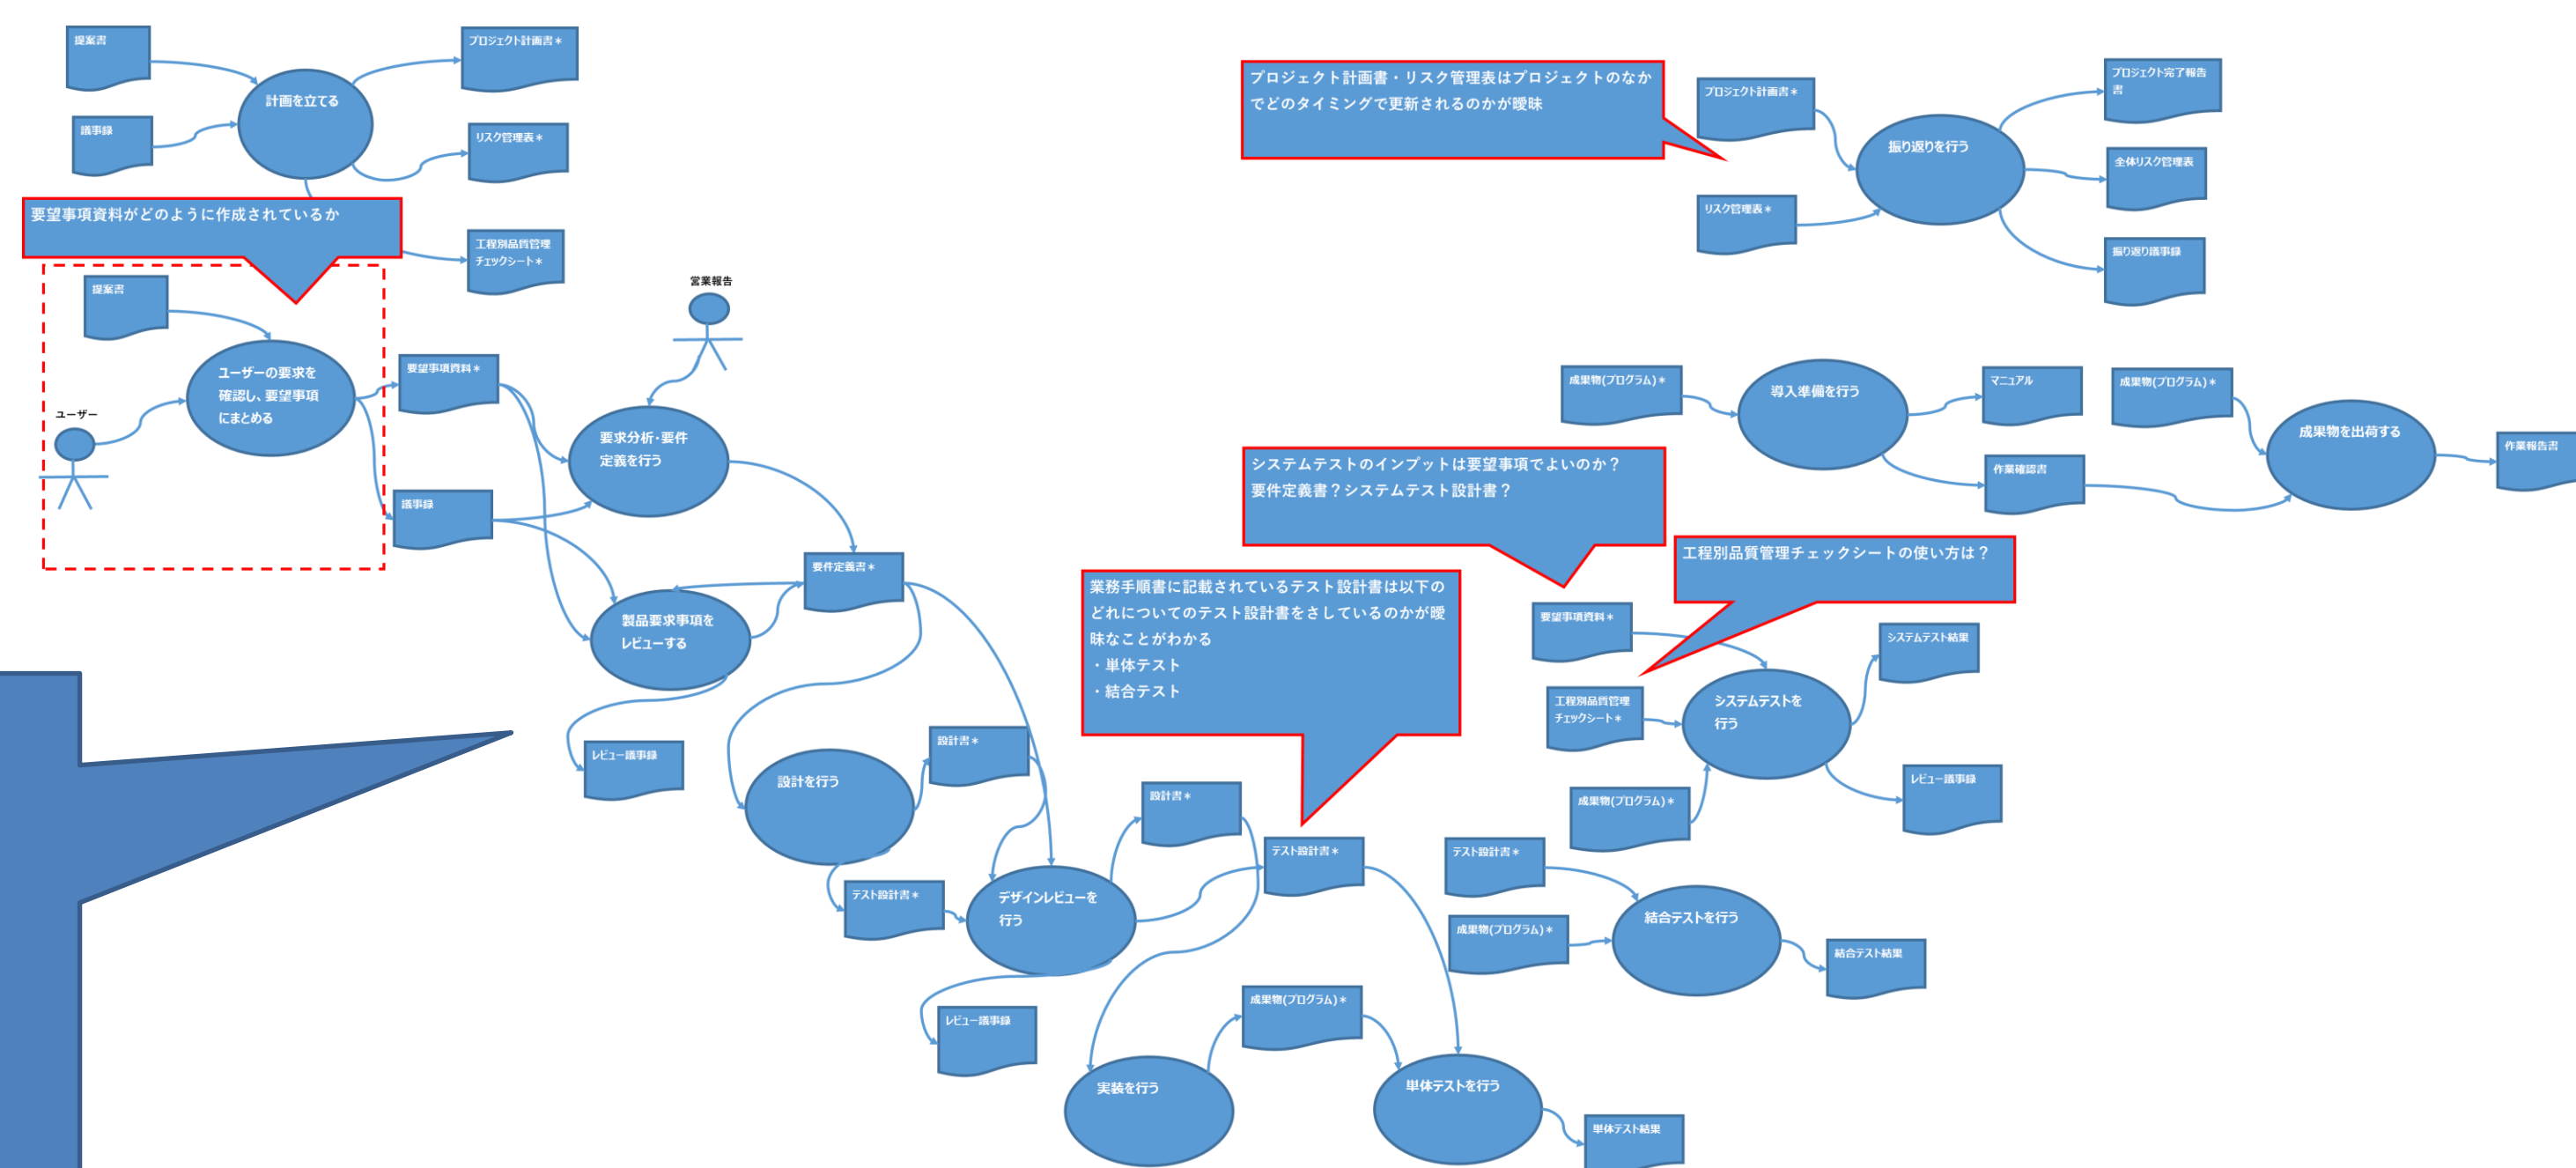 提案書
プロジェクト計画書＊
計画を立てる
議事録
リスク管理表＊
要望事項資料がどのように作成されているか
工程別品質管理
チェックシート＊
提案書
ユーザーの要求を
確認し、要望事項
にまとめる
ユーザー
要望事項資料＊
議事録
営業報告
要求分析・要件
定義を行う
要件定義書＊
製品要求事項を
レビューする
レビュー議事録
設計を行う
設計書＊
テスト設計書＊
デザインレビューを
行う
レビュー議事録
設計書＊
テスト設計書＊
実装を行う
成果物(プログラム)＊
単体テストを行う
単体テスト結果
業務手順書に記載されているテスト設計書は以下の
どれについてのテスト設計書をさしているのかが曖
昧なことがわかる
・単体テスト
・結合テスト
テスト設計書＊
成果物(プログラム)＊
結合テストを行う
結合テスト結果
システムテストのインプットは要望事項でよいのか？
要件定義書？システムテスト設計書？
工程別品質管理チェックシートの使い方は？
要望事項資料＊
工程別品質管理
チェックシート＊
成果物(プログラム)＊
システムテストを
行う
システムテスト結果
レビュー議事録
成果物(プログラム)＊
導入準備を行う
マニュアル
作業確認書
成果物(プログラム)＊
成果物を出荷する
作業報告書
プロジェクト計画書・リスク管理表はプロジェクトのなか
でどのタイミングで更新されるのかが曖昧
プロジェクト計画書＊
リスク管理表＊
振り返りを行う
プロジェクト完了報告
書
全体リスク管理表
振り返り議事録